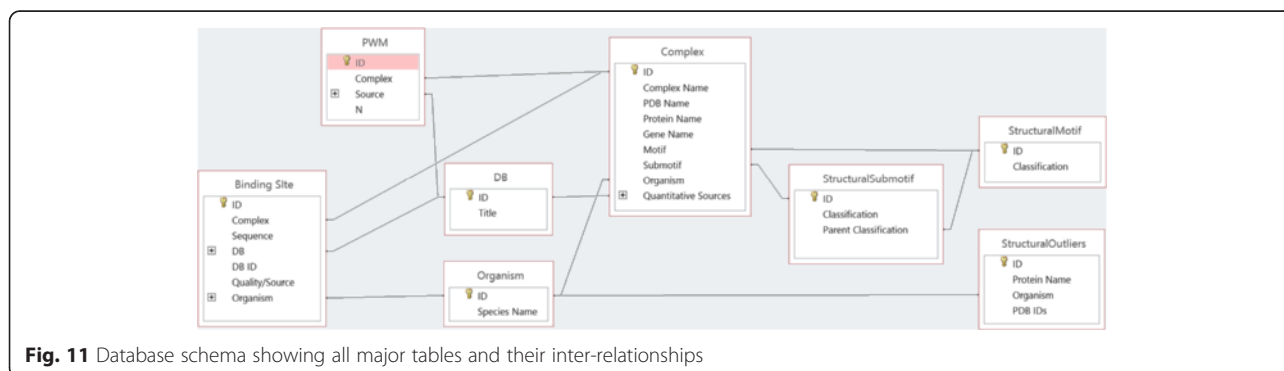 PWM
ID
Complex
Source
N
Complex
ID
Complex Name
PDB Name
Protein Name
Gene Name
Motif
Submotif
Organism
Quantitative Sources
StructuralMotif
ID
Classification
Binding SIte
ID
Complex
Sequence
DB
DB ID
Quality/Source
Organism
DB
ID
Title
StructuralSubmotif
ID
Classification
Parent Classification
Organism
ID
Species Name
StructuralOutliers
ID
Protein Name
Organism
PDB IDs
Fig. 11 Database schema showing all major tables and their inter-relationships